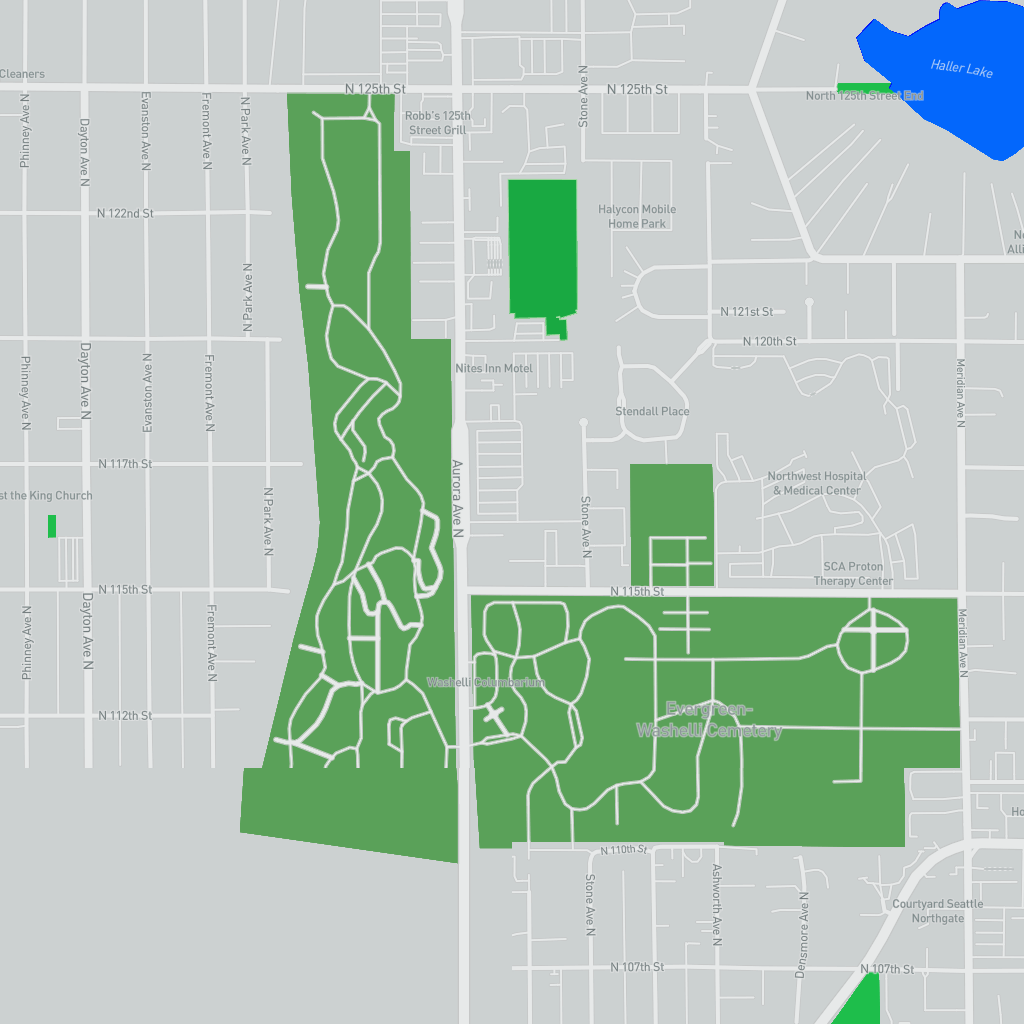 Haller Lake
Cleaners
N 125th St
N 125th St
North 125th Street End
Robb's 125th
Street Grill
Phinney Ave N
Dayton Ave N
Evanston Ave N
Fremont Ave N
N Park Ave N
Stone Ave N
N 122nd St
Halycon Mobile
Home Park
N Park Ave N
N 121st St
N 120th St
Phinney Ave N
Dayton Ave N
Evanston Ave N
Fremont Ave N
Nites Inn Motel
Stendall Place
Meridian Ave N
N 117th St
Aurora Ave N
Northwest Hospital
& Medical Center
st the King Church
N Park Ave N
Stone Ave N
SCA Proton
Therapy Center
N 115th St
N 115th St
Phinney Ave N
Dayton Ave N
Fremont Ave N
Meridian Ave N
Washelli Columbarium
Evergreen-
Washelli Cemetery
N 112th St
Ho
N 110th St
Stone Ave N
Ashworth Ave N
Densmore Ave N
Courtyard Seattle
Northgate
N 107th St
N 107th St